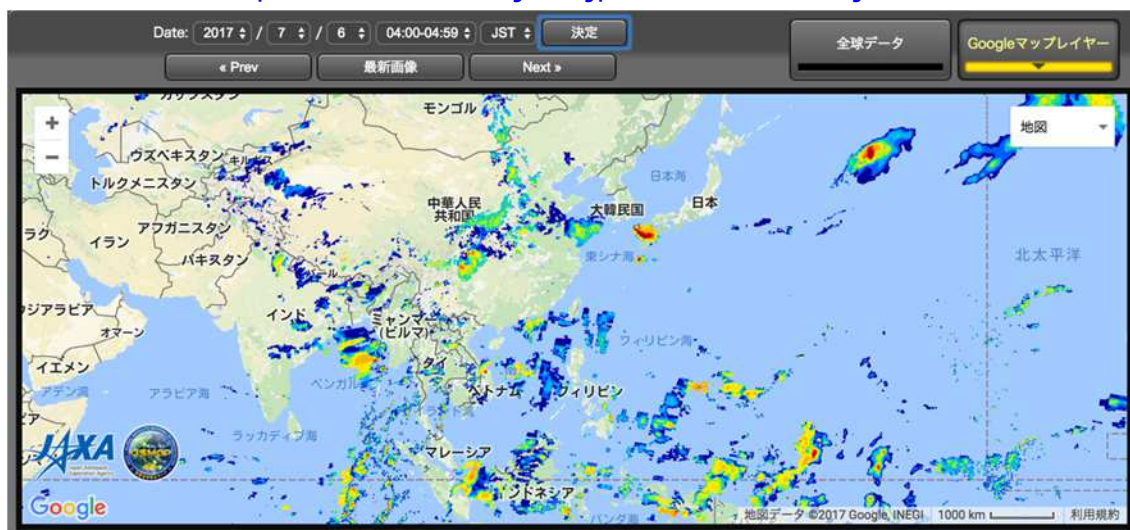 Date: 2017 / 7 / 6 04:00-04:59 JST 決定
« Prev 最新画像 Next »
全球データ
Googleマップレイヤー
+
−
地図
モンゴル
ウズベキスタン
キルギス
トルクメニスタン
日本海
中華人民
共和国
大韓民国
日本
アフガニスタン
イラン
パキスタン
東シナ海
北太平洋
ネパール
インド
ミャンマー
(ビルマ)
オマーン
フィリピン海
イエメン
タイ
ベンガル
ベトナム
フィリピン
アデン湾
アラビア海
ラッカディブ海
マレーシア
インドネシア
バンダ海
JAXA
Google
地図データ ©2017 Google, INEGI 1000 km 利用規約